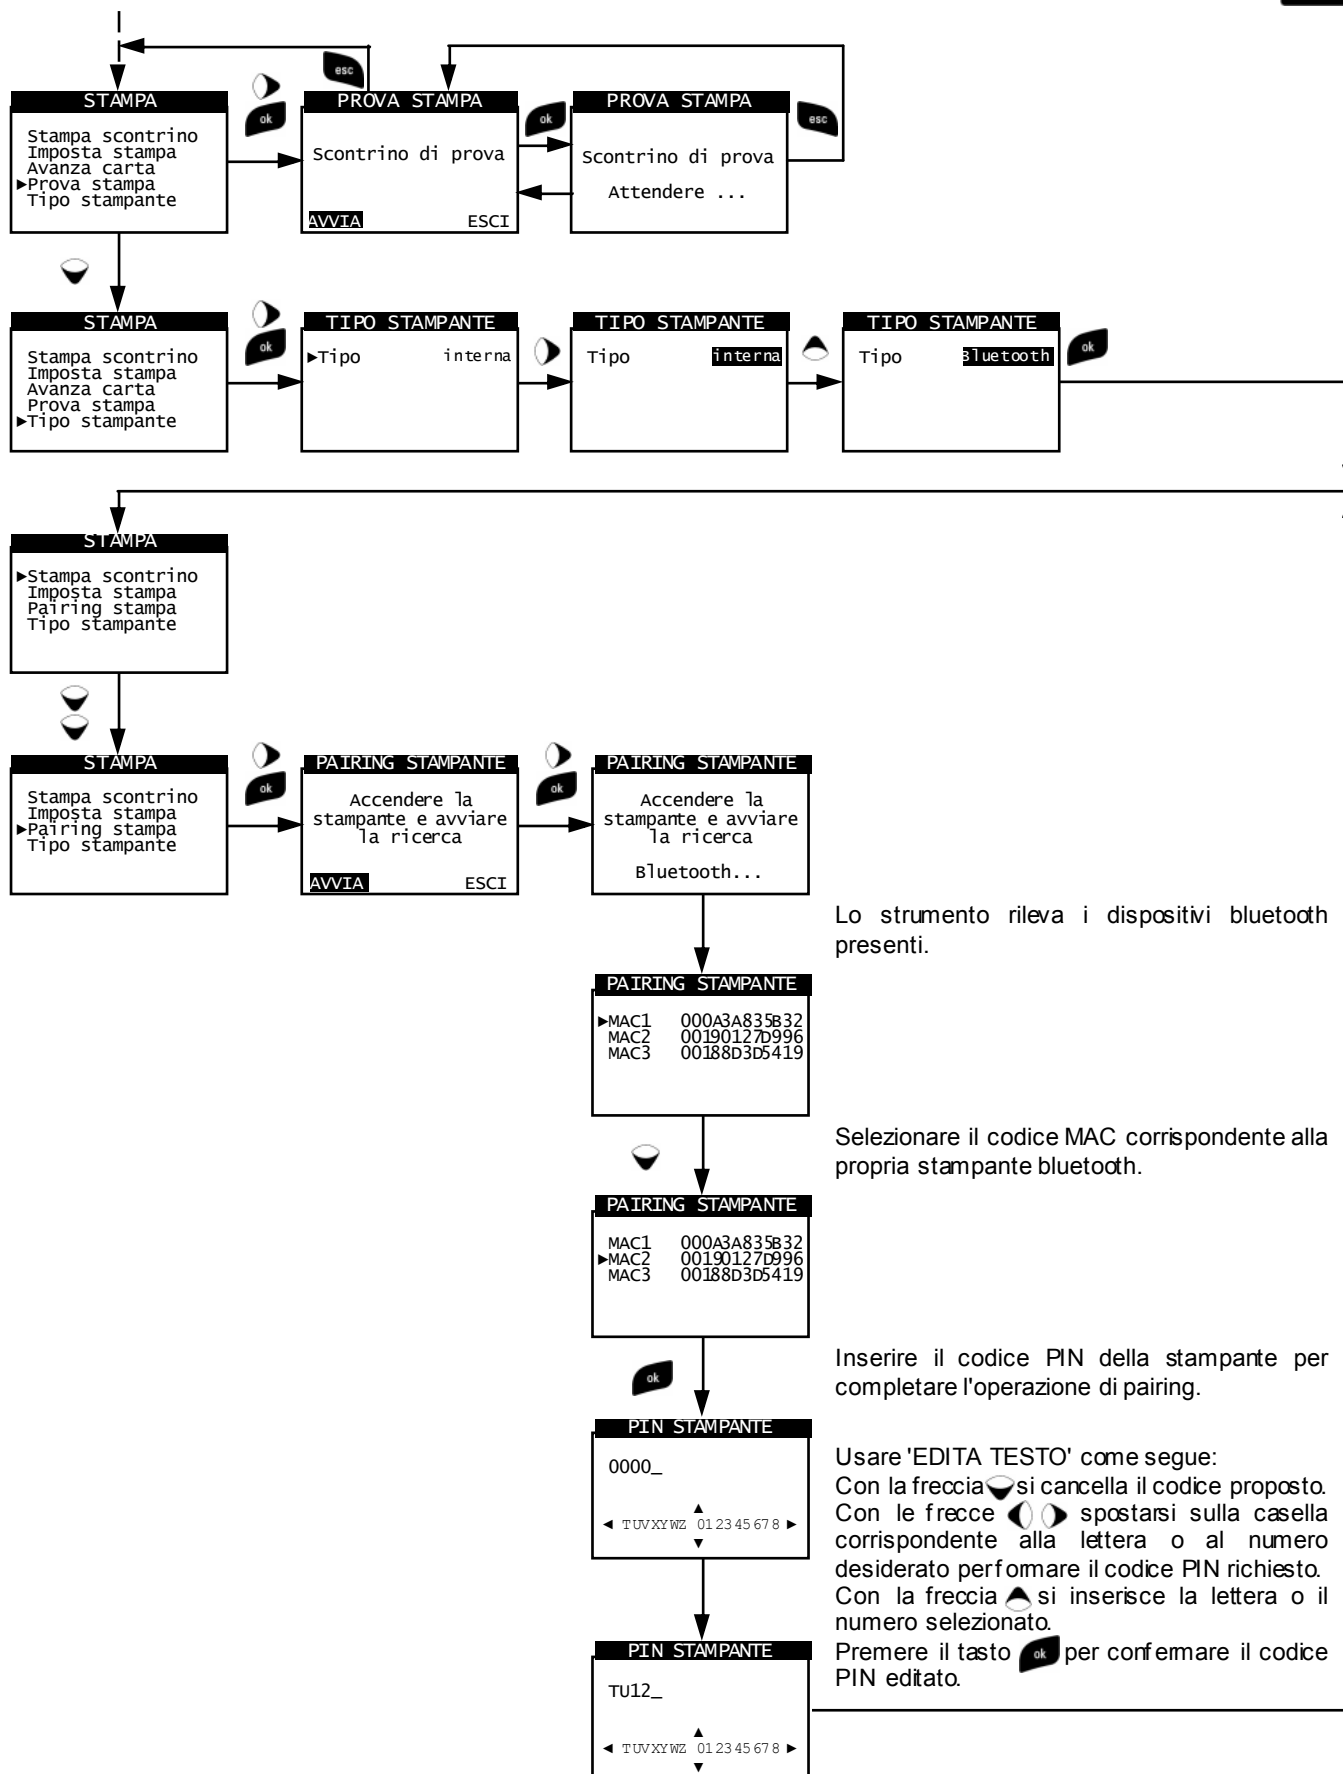 esc
STAMPA
Stampa scontrino
Imposta stampa
Avanza carta
▶Prova stampa
Tipo stampante
ok
PROVA STAMPA
Scontrino di prova
AVVIA ESCI
ok
PROVA STAMPA
Scontrino di prova
Attendere ...
esc
STAMPA
Stampa scontrino
Imposta stampa
Avanza carta
Prova stampa
▶Tipo stampante
ok
TIPO STAMPANTE
▶Tipo interna
TIPO STAMPANTE
Tipo interna
TIPO STAMPANTE
Tipo Bluetooth
ok
STAMPA
▶Stampa scontrino
Imposta stampa
Pairing stampa
Tipo stampante
STAMPA
Stampa scontrino
Imposta stampa
▶Pairing stampa
Tipo stampante
ok
PAIRING STAMPANTE
Accendere la
stampante e avviare
la ricerca
AVVIA ESCI
ok
PAIRING STAMPANTE
Accendere la
stampante e avviare
la ricerca
Bluetooth...
Lo strumento rileva i dispositivi bluetooth
presenti.
PAIRING STAMPANTE
▶MAC1 000A3A835B32
MAC2 00190127D996
MAC3 00188D3D5419
Selezionare il codice MAC corrispondente alla
propria stampante bluetooth.
PAIRING STAMPANTE
MAC1 000A3A835B32
▶MAC2 00190127D996
MAC3 00188D3D5419
ok
Inserire il codice PIN della stampante per
completare l'operazione di pairing.
PIN STAMPANTE
0000_
▲
◀ TUVXYWZ 012345678 ▶
▼
Usare 'EDITA TESTO' come segue:
Con la freccia si cancella il codice proposto.
Con le frecce spostarsi sulla casella
corrispondente alla lettera o al numero
desiderato per formare il codice PIN richiesto.
Con la freccia si inserisce la lettera o il
numero selezionato.
Premere il tasto ok per confermare il codice
PIN editato.
PIN STAMPANTE
TU12_
▲
◀ TUVXYWZ 012345678 ▶
▼